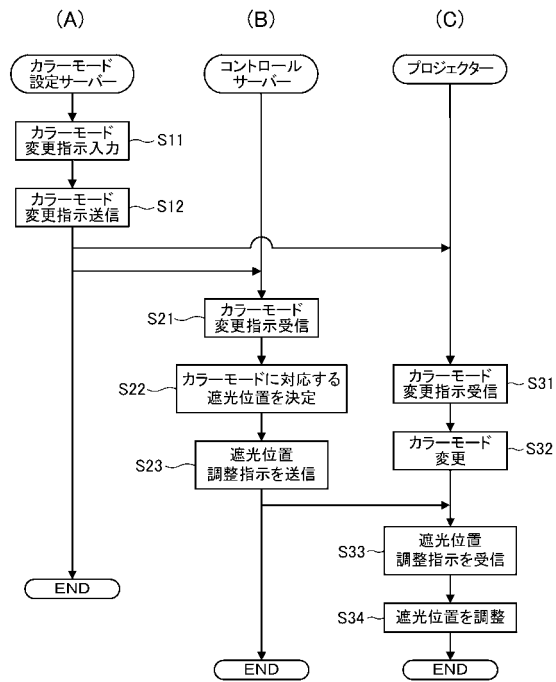 (A)
(B)
(C)
カラーモード
設定サーバー
コントロール
サーバー
プロジェクター
カラーモード
変更指示入力
S11
カラーモード
変更指示送信
S12
S21
カラーモード
変更指示受信
S22
カラーモードに対応する
遮光位置を決定
カラーモード
変更指示受信
S31
S23
遮光位置
調整指示を送信
カラーモード
変更
S32
S33
遮光位置
調整指示を受信
END
S34
遮光位置を調整
END
END